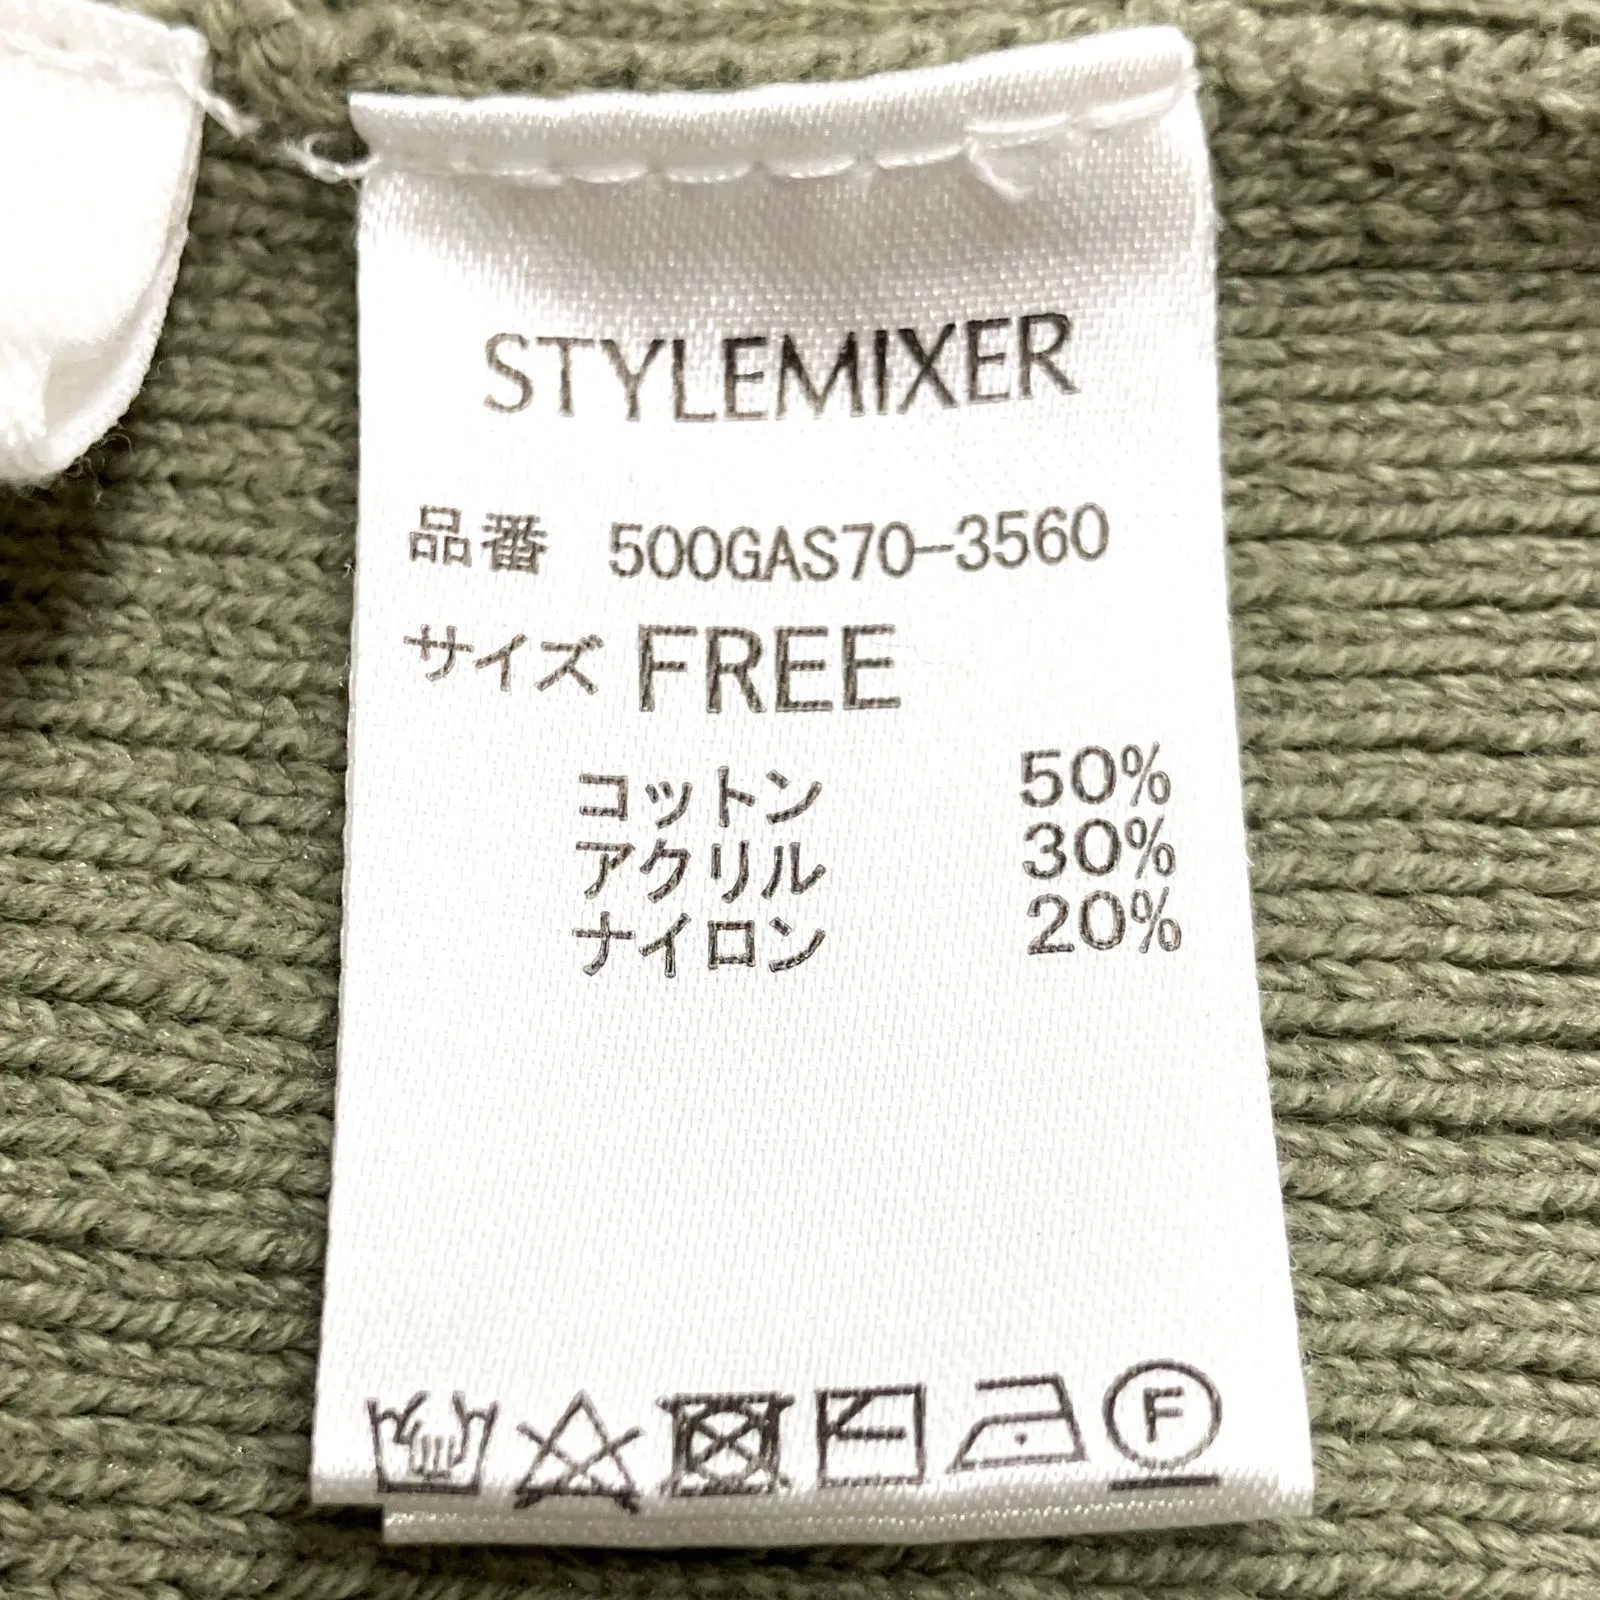 STYLEMIXER
品番 500GAS70-3560
サイズ FREE
コットン 50%
アクリル 30%
ナイロン 20%
F